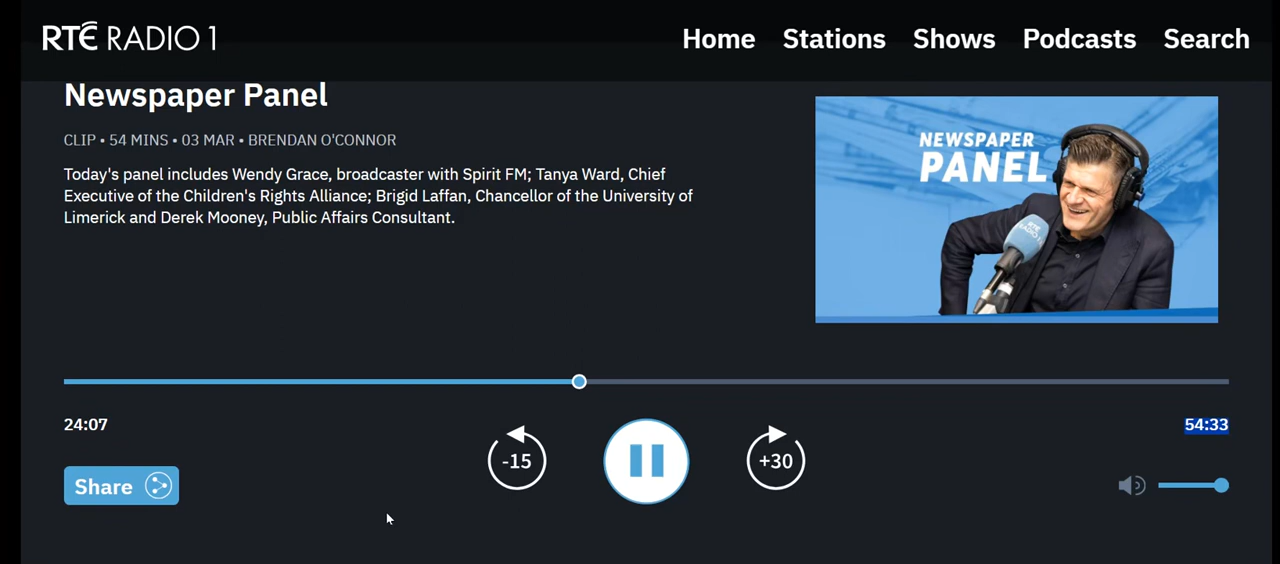 RTÉ RADIO 1
Home Stations Shows Podcasts Search
Newspaper Panel
CLIP • 54 MINS • 03 MAR • BRENDAN O'CONNOR
Today's panel includes Wendy Grace, broadcaster with Spirit FM; Tanya Ward, Chief
Executive of the Children's Rights Alliance; Brigid Laffan, Chancellor of the University of
Limerick and Derek Mooney, Public Affairs Consultant.
NEWSPAPER
PANEL
RTÉ
RADIO 1
24:07
54:33
-15
+30
Share